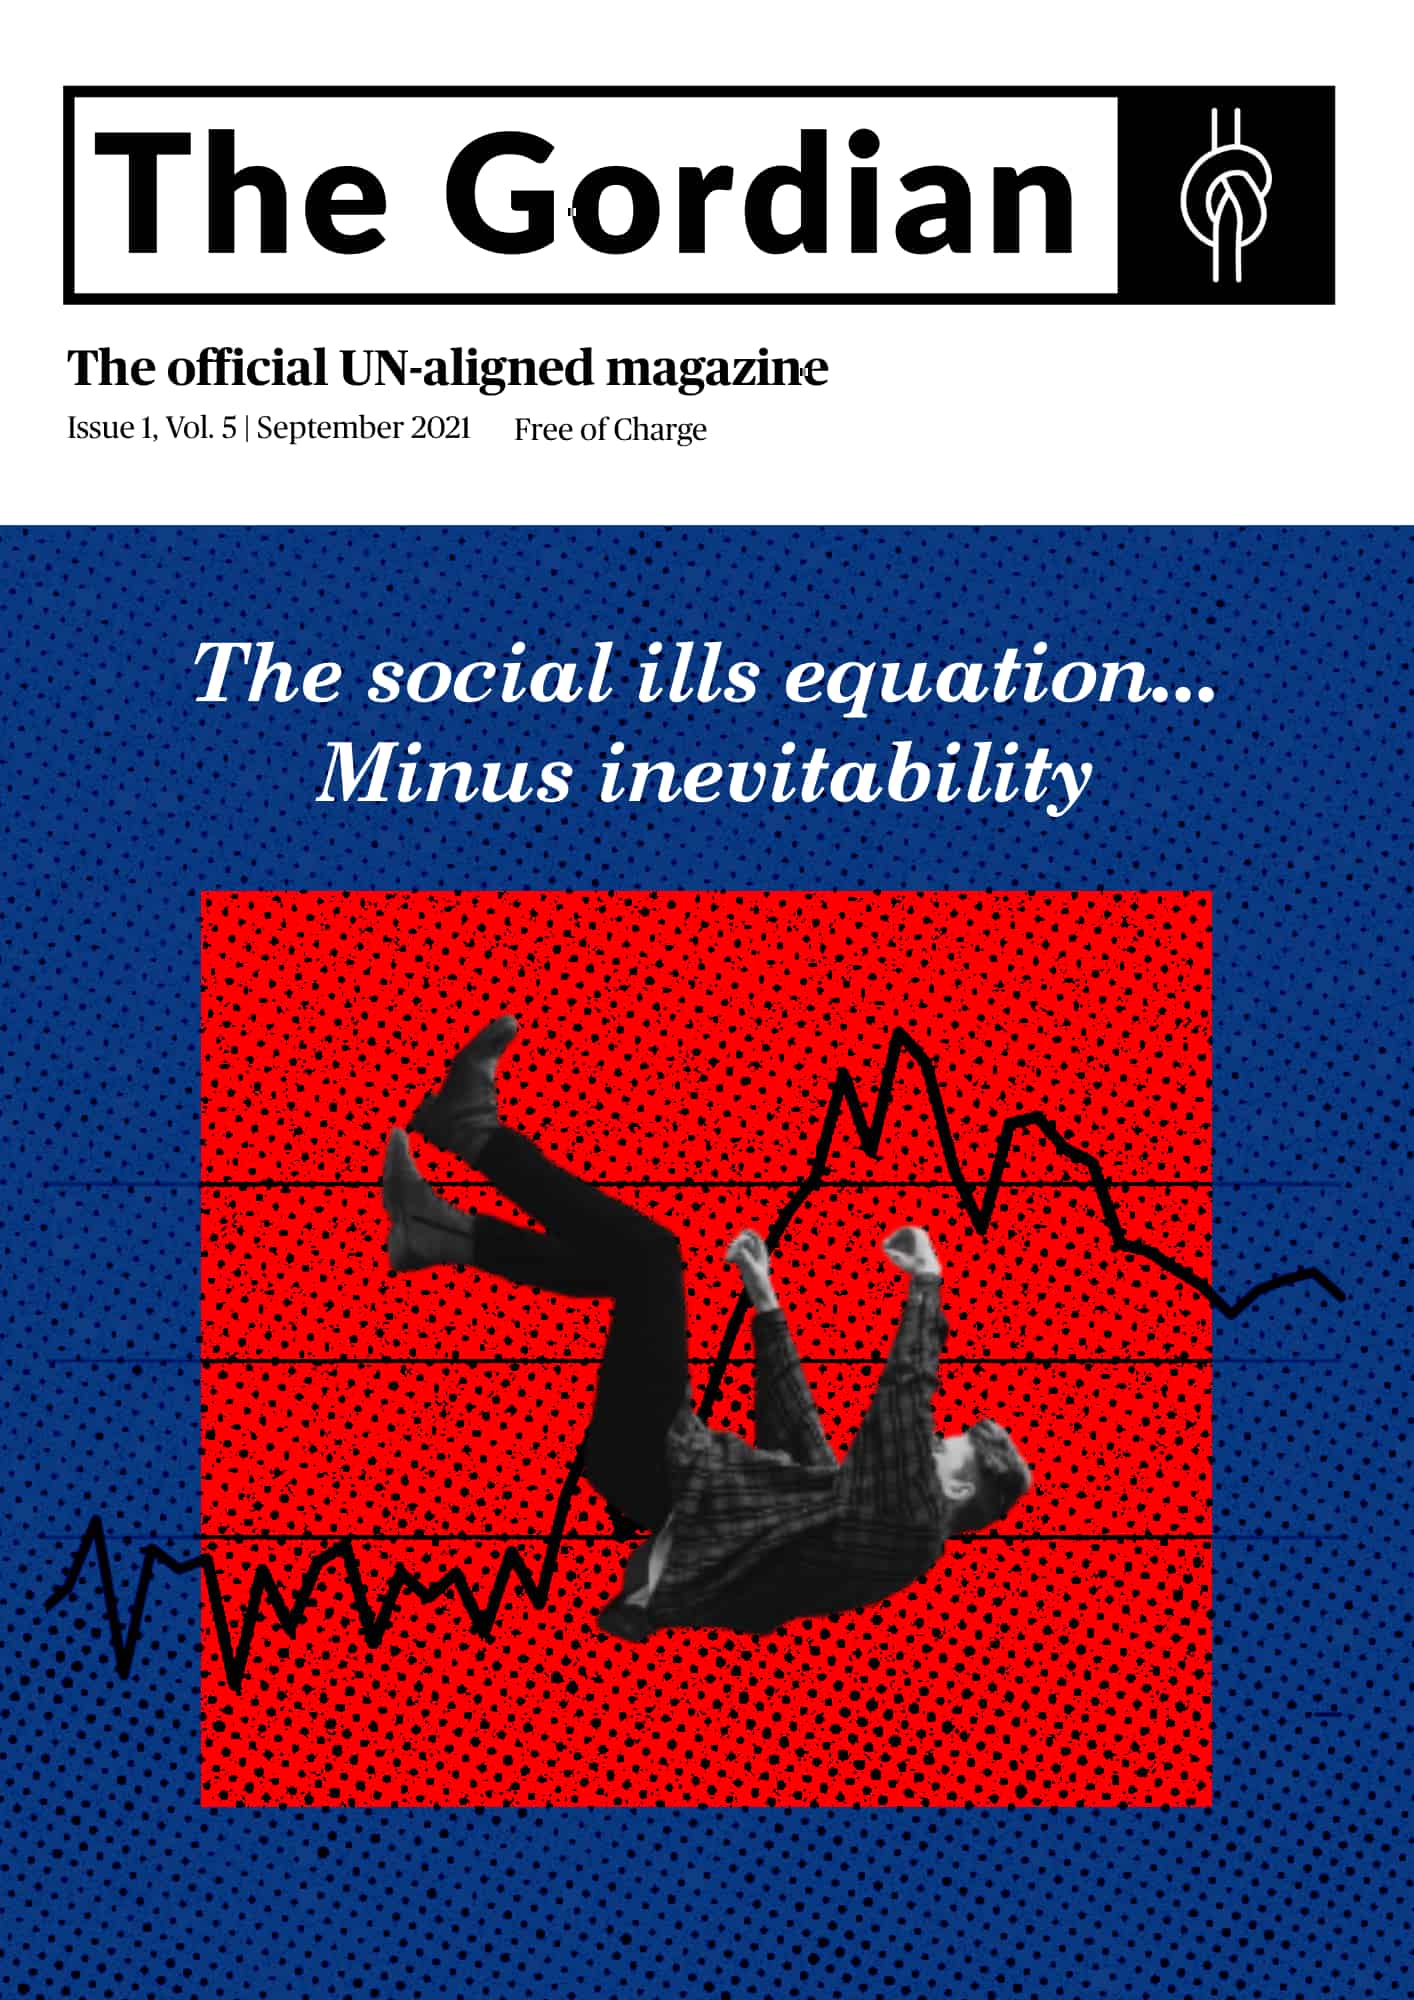 The Gordian
The official UN-aligned magazine
Issue 1, Vol. 5 | September 2021 Free of Charge
The social ills equation...
Minus inevitability